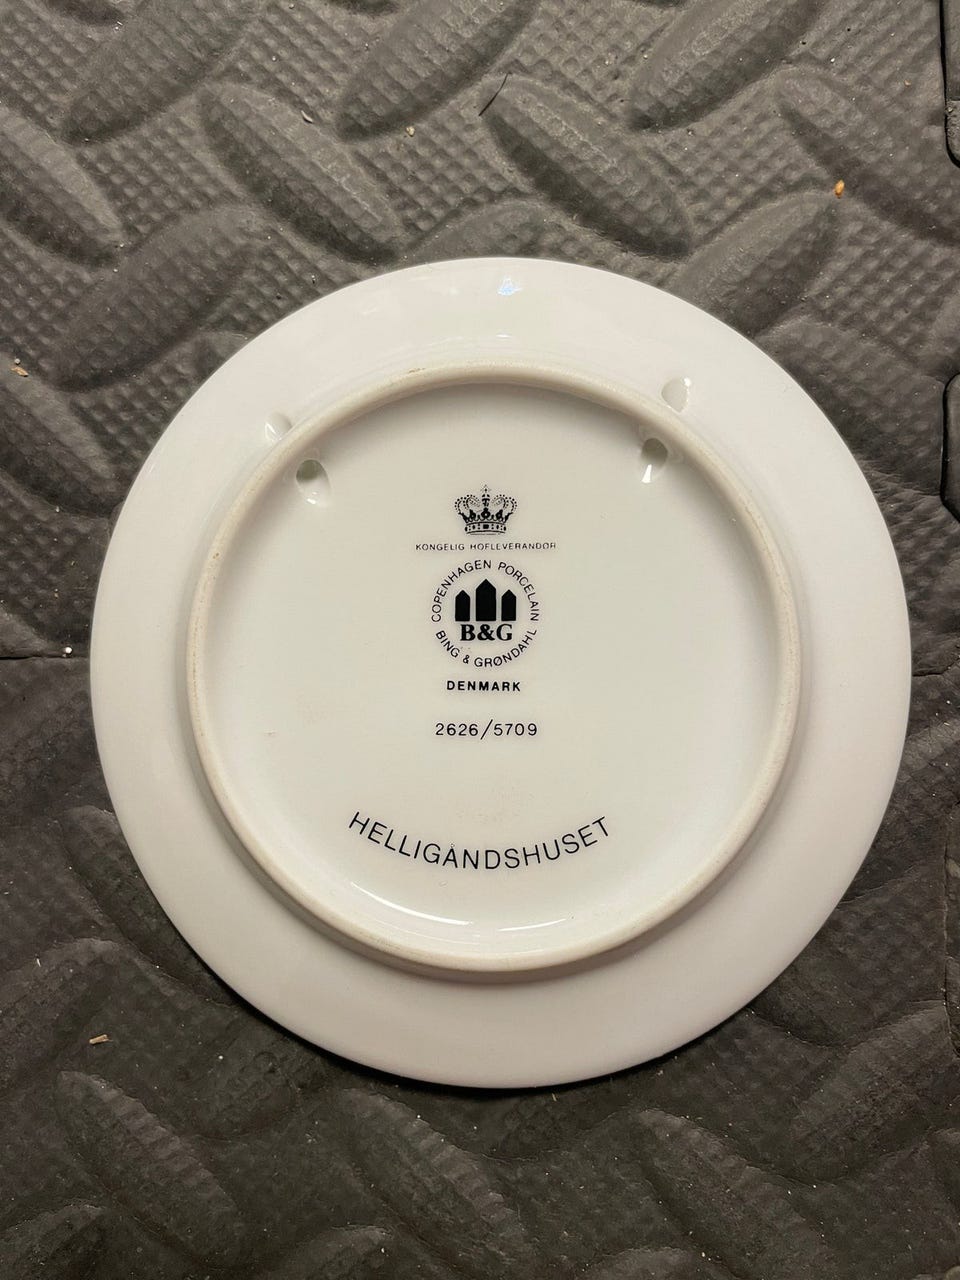 KONGELIG HOFLEVERANDØR
COPENHAGEN PORCELAIN
B&G
BING & GRØNDAHL
DENMARK
2626/5709
HELLIGÅNDSHUSET